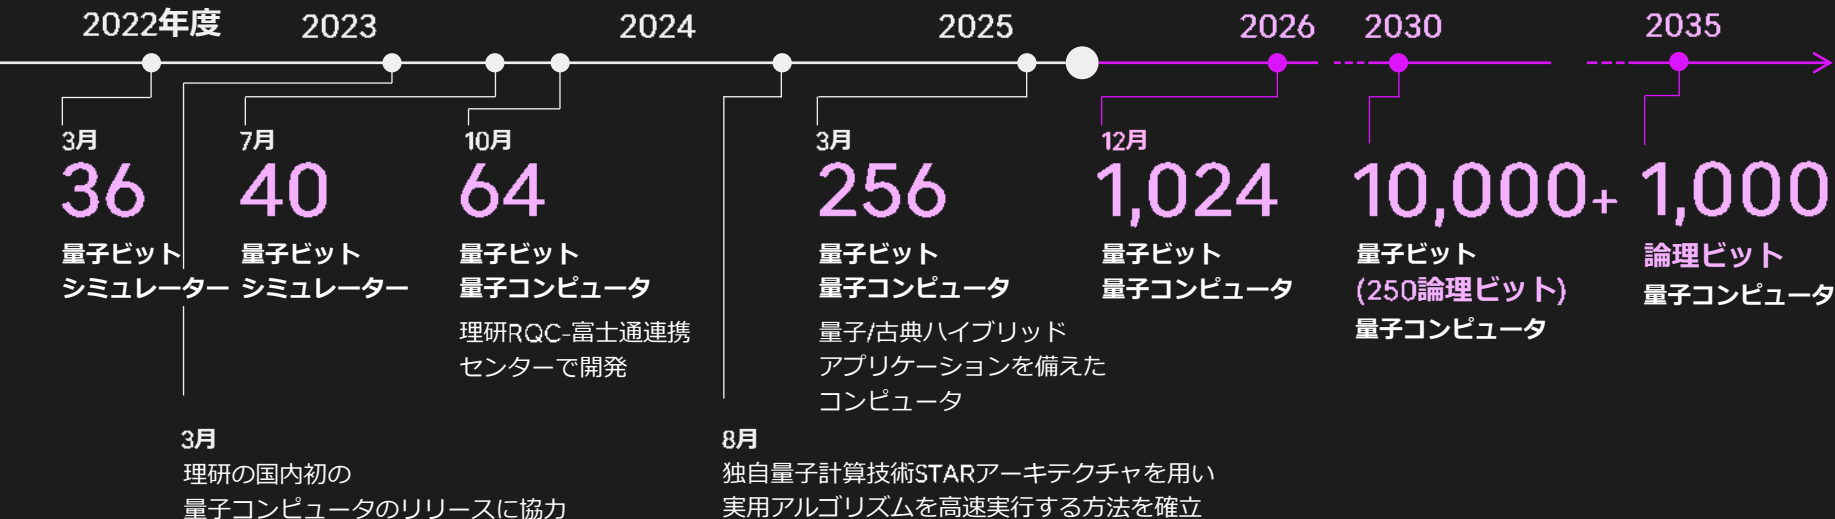 2022年度
2023
2024
2025
2026
2030
2035
3月
36
量子ビット
シミュレーター
3月
理研の国内初の
量子コンピュータのリリースに協力
7月
40
量子ビット
シミュレーター
10月
64
量子ビット
量子コンピュータ
理研RQC-富士通連携
センターで開発
8月
独自量子計算技術STARアーキテクチャを用い
実用アルゴリズムを高速実行する方法を確立
3月
256
量子ビット
量子コンピュータ
量子/古典ハイブリッド
アプリケーションを備えた
コンピュータ
12月
1,024
量子ビット
量子コンピュータ
10,000+
量子ビット
(250論理ビット)
量子コンピュータ
1,000
論理ビット
量子コンピュータ